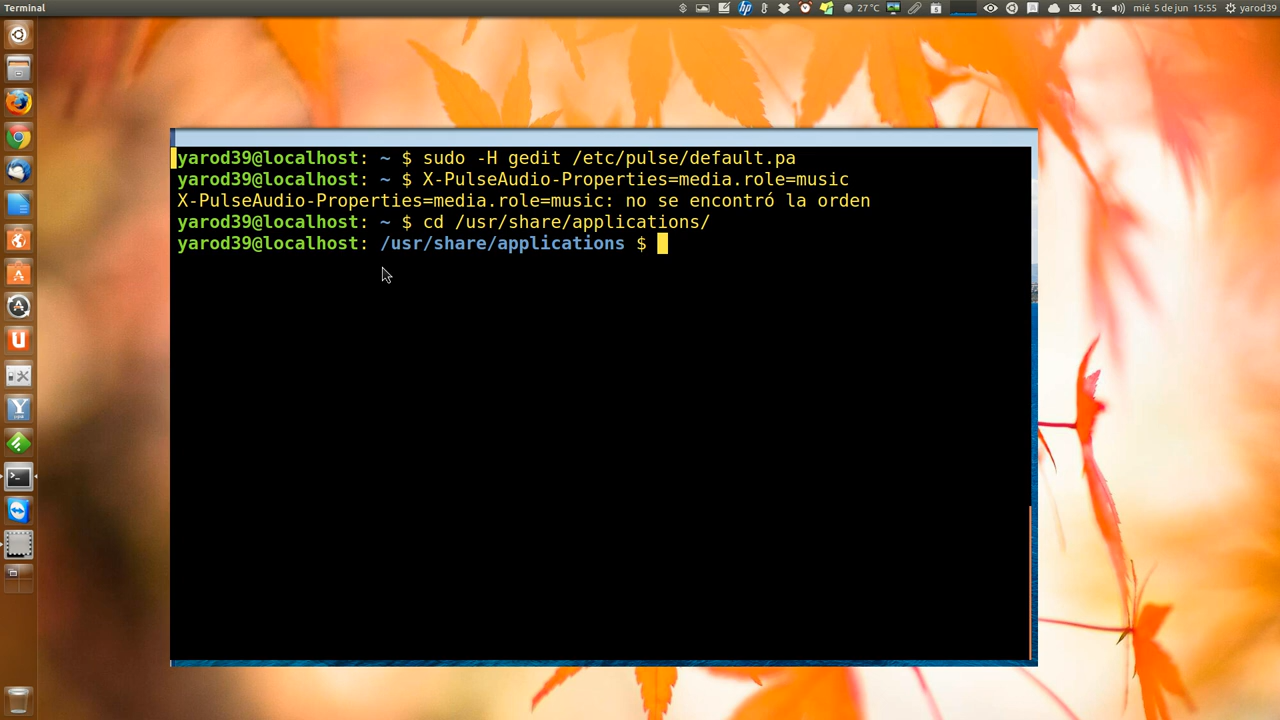 Terminal
27 °C
mié 5 de jun 15:55
yarod39
yarod39@localhost: ~ $ sudo -H gedit /etc/pulse/default.pa
yarod39@localhost: ~ $ X-PulseAudio-Properties=media.role=music
X-PulseAudio-Properties=media.role=music: no se encontró la orden
yarod39@localhost: ~ $ cd /usr/share/applications/
yarod39@localhost: /usr/share/applications $